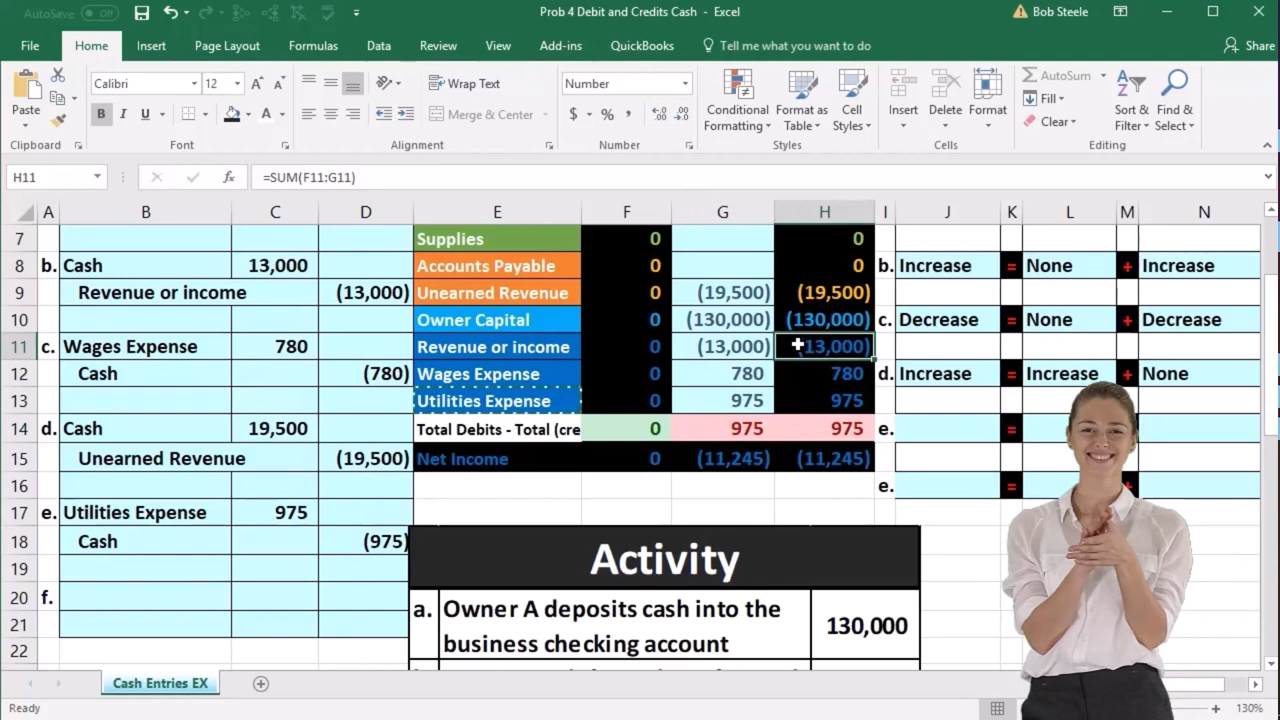 AutoSave Off Prob 4 Debit and Credits Cash - Excel Bob Steele
File Home Insert Page Layout Formulas Data Review View Add-ins QuickBooks Tell me what you want to do Share
Calibri 12 Wrap Text Number AutoSum
Fill
Paste B I U Merge & Center $ % , Conditional Formatting Format as Table Cell Styles Insert Delete Format Clear Sort & Filter Find & Select
Clipboard Font Alignment Number Styles Cells Editing
H11 fx =SUM(F11:G11)
A B C D E F G H I J K L M N
7 Supplies 0 0
8 b. Cash 13,000 Accounts Payable 0 0 b. Increase = None + Increase
9 Revenue or income (13,000) Unearned Revenue 0 (19,500) (19,500)
10 Owner Capital 0 (130,000) (130,000) c. Decrease = None + Decrease
11 c. Wages Expense 780 Revenue or income 0 (13,000) (13,000)
12 Cash (780) Wages Expense 0 780 780 d. Increase = Increase + None
13 Utilities Expense 0 975 975
14 d. Cash 19,500 Total Debits - Total (cre 0 975 975 e. =
15 Unearned Revenue (19,500) Net Income 0 (11,245) (11,245)
16 e. = +
17 e. Utilities Expense 975
18 Cash (975)
Activity
19
20 f. a. Owner A deposits cash into the
21 business checking account 130,000
22
Cash Entries EX
Ready 130%